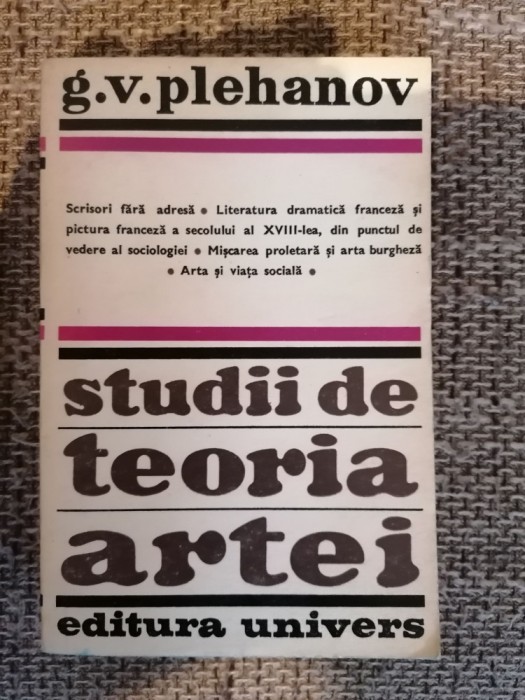 g.v.plehanov
Scrisori fără adresă • Literatura dramatică franceză și
pictura franceză a secolului al XVIII-lea, din punctul de
vedere al sociologiei • Mișcarea proletară și arta burgheză
• Arta și viața socială •
studii de
teoria
artei
editura univers